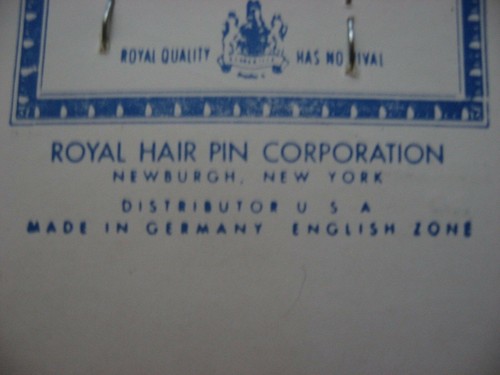 ROYAL QUALITY HAS NO RIVAL
ROYAL HAIR PIN CORPORATION
NEWBURGH, NEW YORK
DISTRIBUTOR U S A
MADE IN GERMANY ENGLISH ZONE